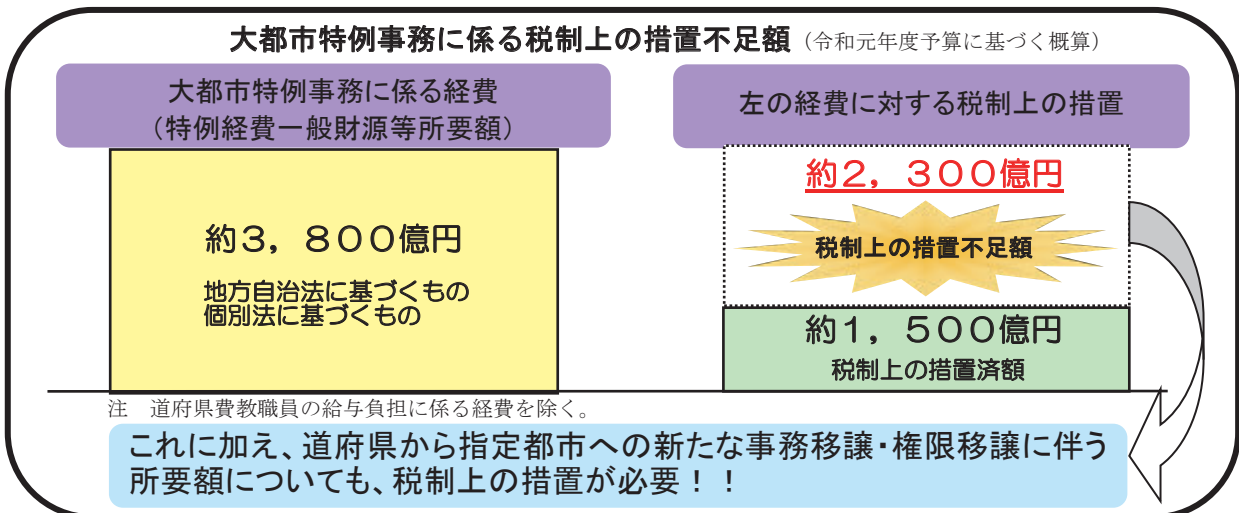 大都市特例事務に係る税制上の措置不足額（令和元年度予算に基づく概算）
大都市特例事務に係る経費
（特例経費一般財源等所要額）
左の経費に対する税制上の措置
約３，８００億円
地方自治法に基づくもの
個別法に基づくもの
約２，３００億円
税制上の措置不足額
約１，５００億円
税制上の措置済額
注　道府県費教職員の給与負担に係る経費を除く。
これに加え、道府県から指定都市への新たな事務移譲・権限移譲に伴う
所要額についても、税制上の措置が必要！！